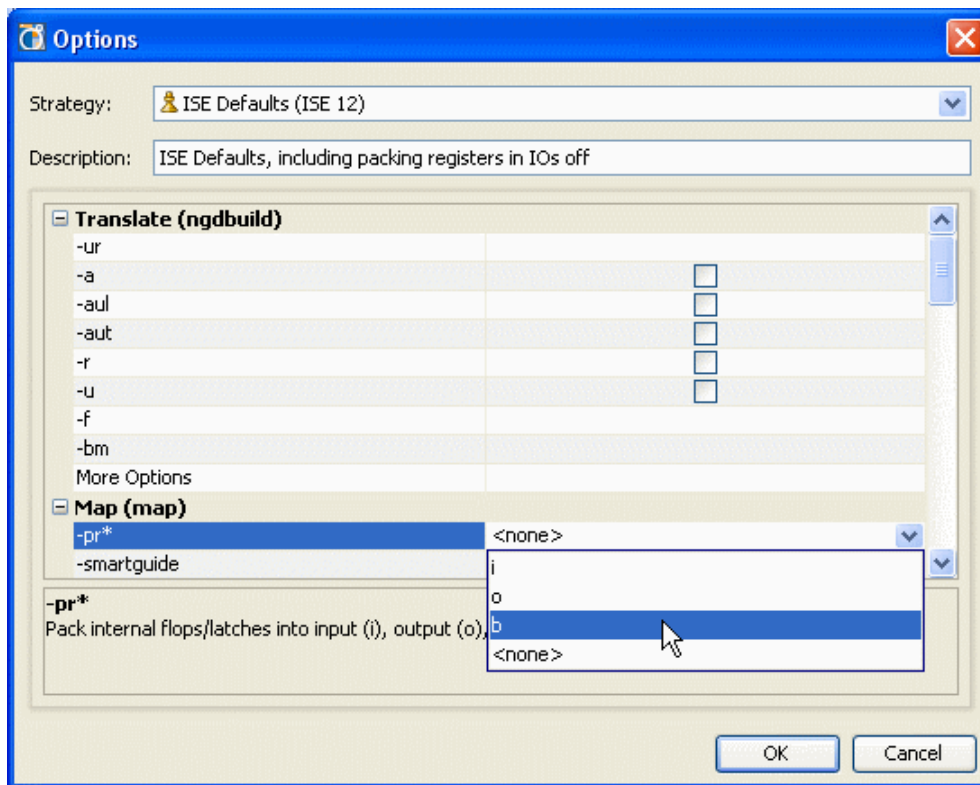 Options
Strategy: ISE Defaults (ISE 12)
Description: ISE Defaults, including packing registers in IOs off
Translate (ngdbuild)
-ur
-a
-aul
-aut
-r
-u
-f
-bm
More Options
Map (map)
-pr* <none>
-smartguide
i
o
b
<none>
-pr*
Pack internal flops/latches into input (i), output (o),
OK Cancel